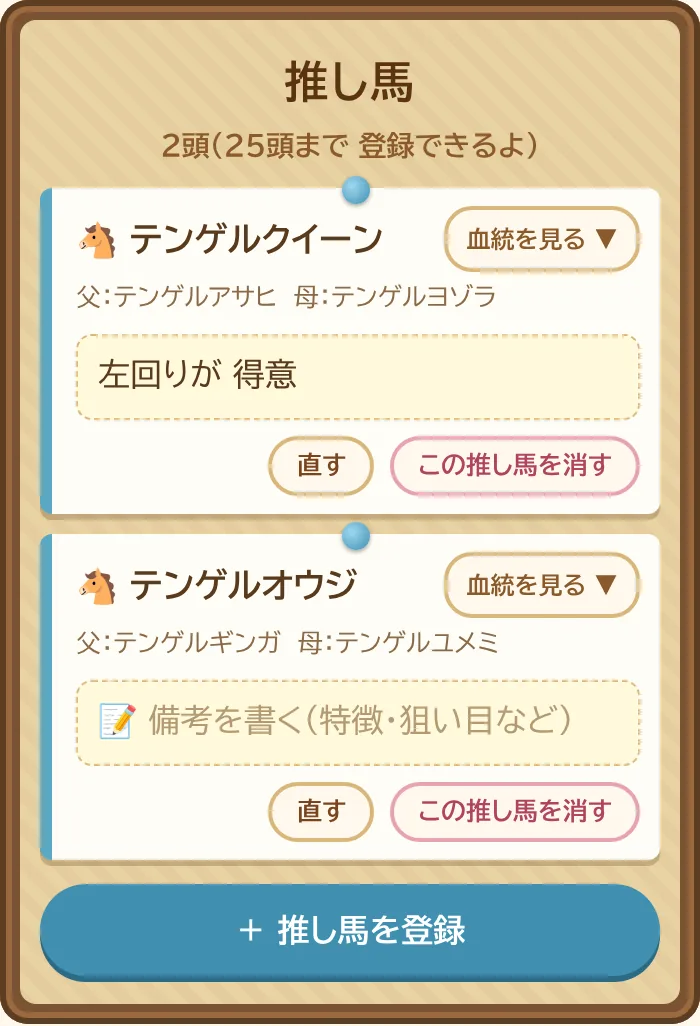 推し馬
2頭（25頭まで 登録できるよ）
テンゲルクイーン
血統を見る ▼
父：テンゲルアサヒ 母：テンゲルヨゾラ
左回りが 得意
直す
この推し馬を消す
テンゲルオウジ
血統を見る ▼
父：テンゲルギンガ 母：テンゲルユメミ
備考を書く（特徴・狙い目など）
直す
この推し馬を消す
＋ 推し馬を登録